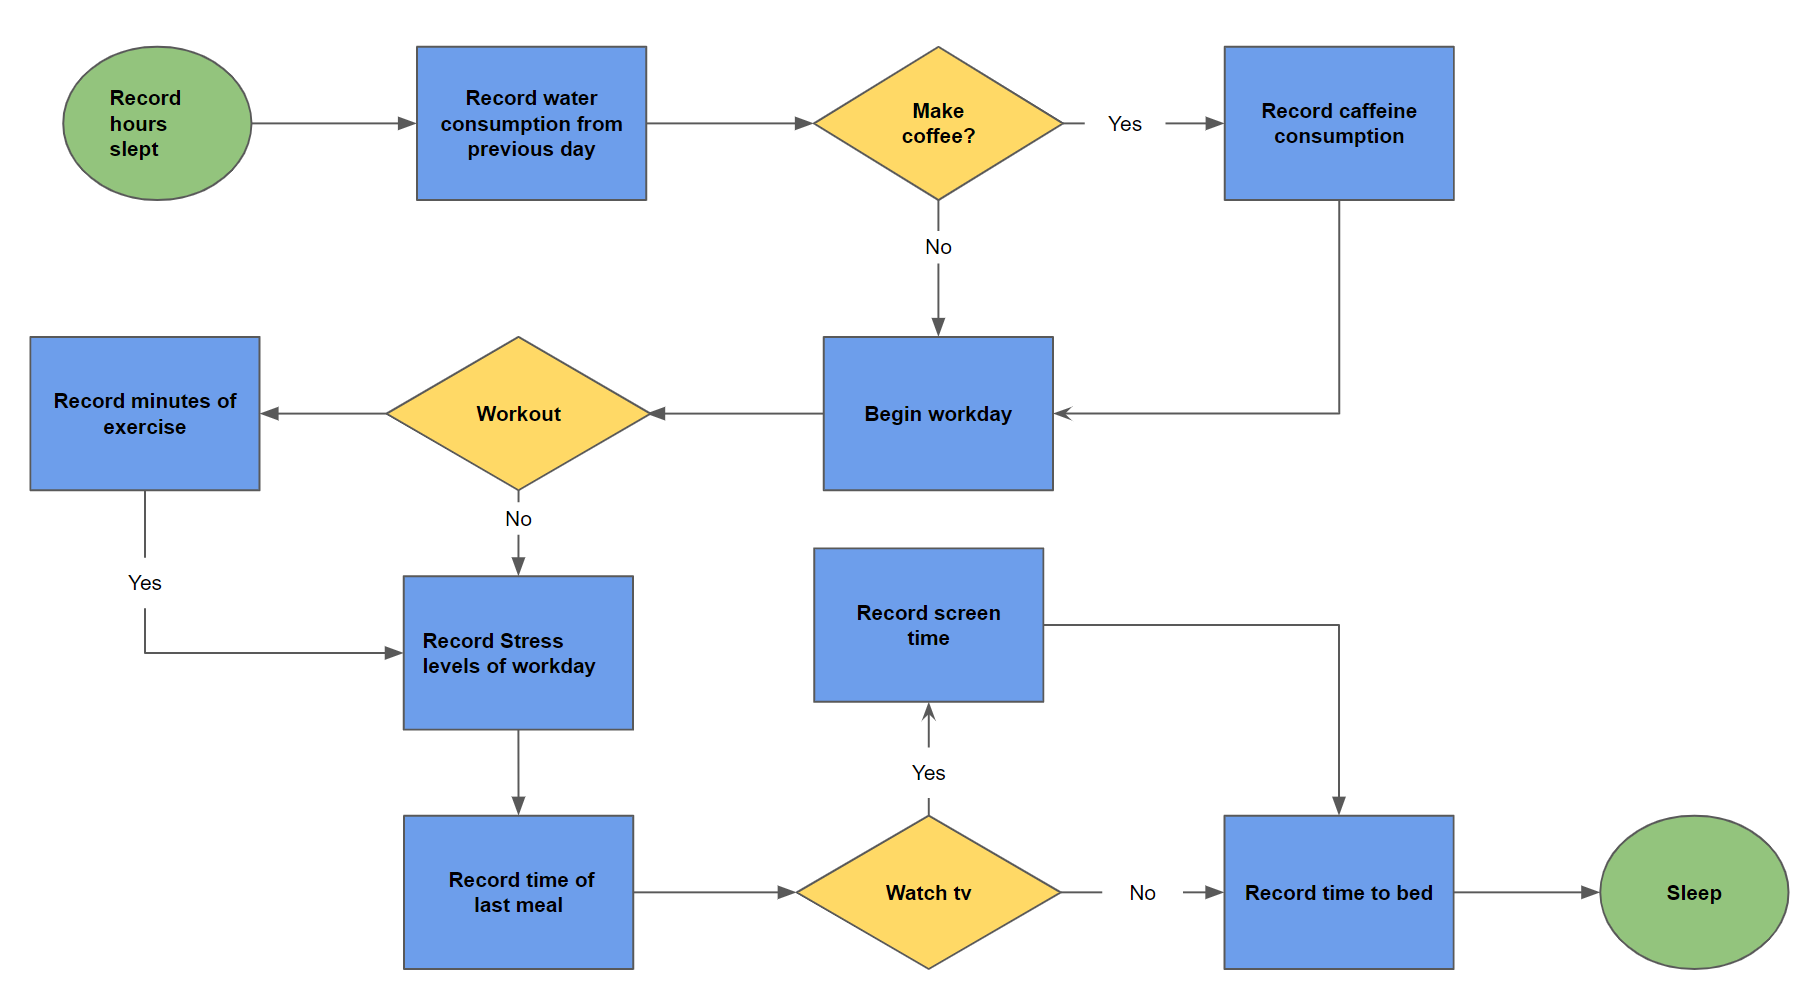 Record
hours
slept
Record water
consumption from
previous day
Make
coffee?
Yes
Record caffeine
consumption
No
Record minutes of
exercise
Workout
Begin workday
No
Yes
Record Stress
levels of workday
Record screen
time
Yes
Record time of
last meal
Watch tv
No
Record time to bed
Sleep